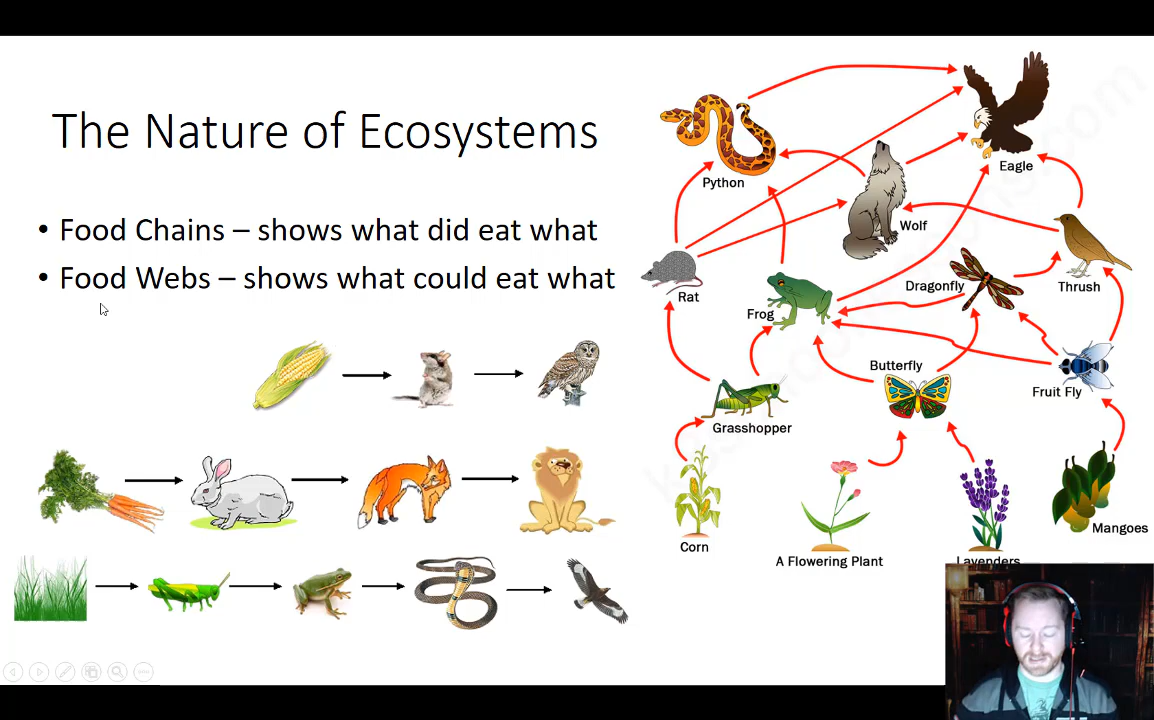 The Nature of Ecosystems
• Food Chains – shows what did eat what
• Food Webs – shows what could eat what
Python
Eagle
Wolf
Rat
Frog
Dragonfly
Thrush
Butterfly
Fruit Fly
Grasshopper
Corn
A Flowering Plant
Lavenders
Mangoes